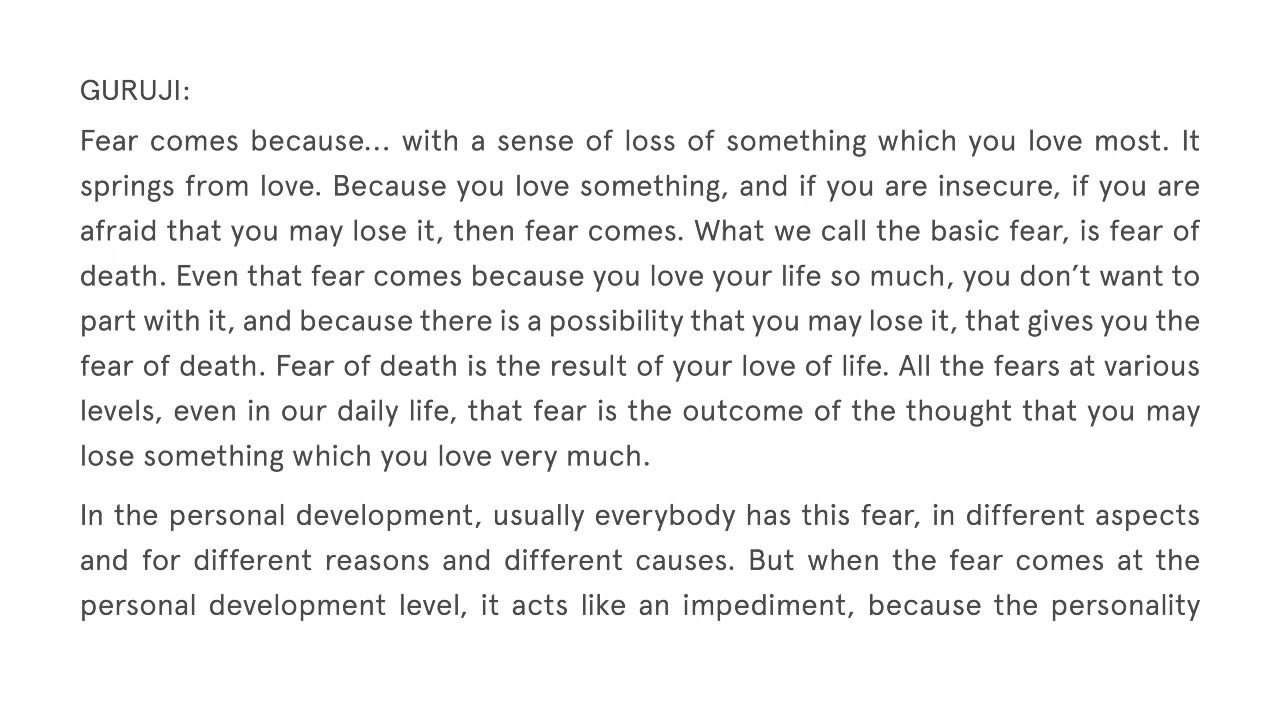 GURUJI:
Fear comes because... with a sense of loss of something which you love most. It
springs from love. Because you love something, and if you are insecure, if you are
afraid that you may lose it, then fear comes. What we call the basic fear, is fear of
death. Even that fear comes because you love your life so much, you don’t want to
part with it, and because there is a possibility that you may lose it, that gives you the
fear of death. Fear of death is the result of your love of life. All the fears at various
levels, even in our daily life, that fear is the outcome of the thought that you may
lose something which you love very much.
In the personal development, usually everybody has this fear, in different aspects
and for different reasons and different causes. But when the fear comes at the
personal development level, it acts like an impediment, because the personality